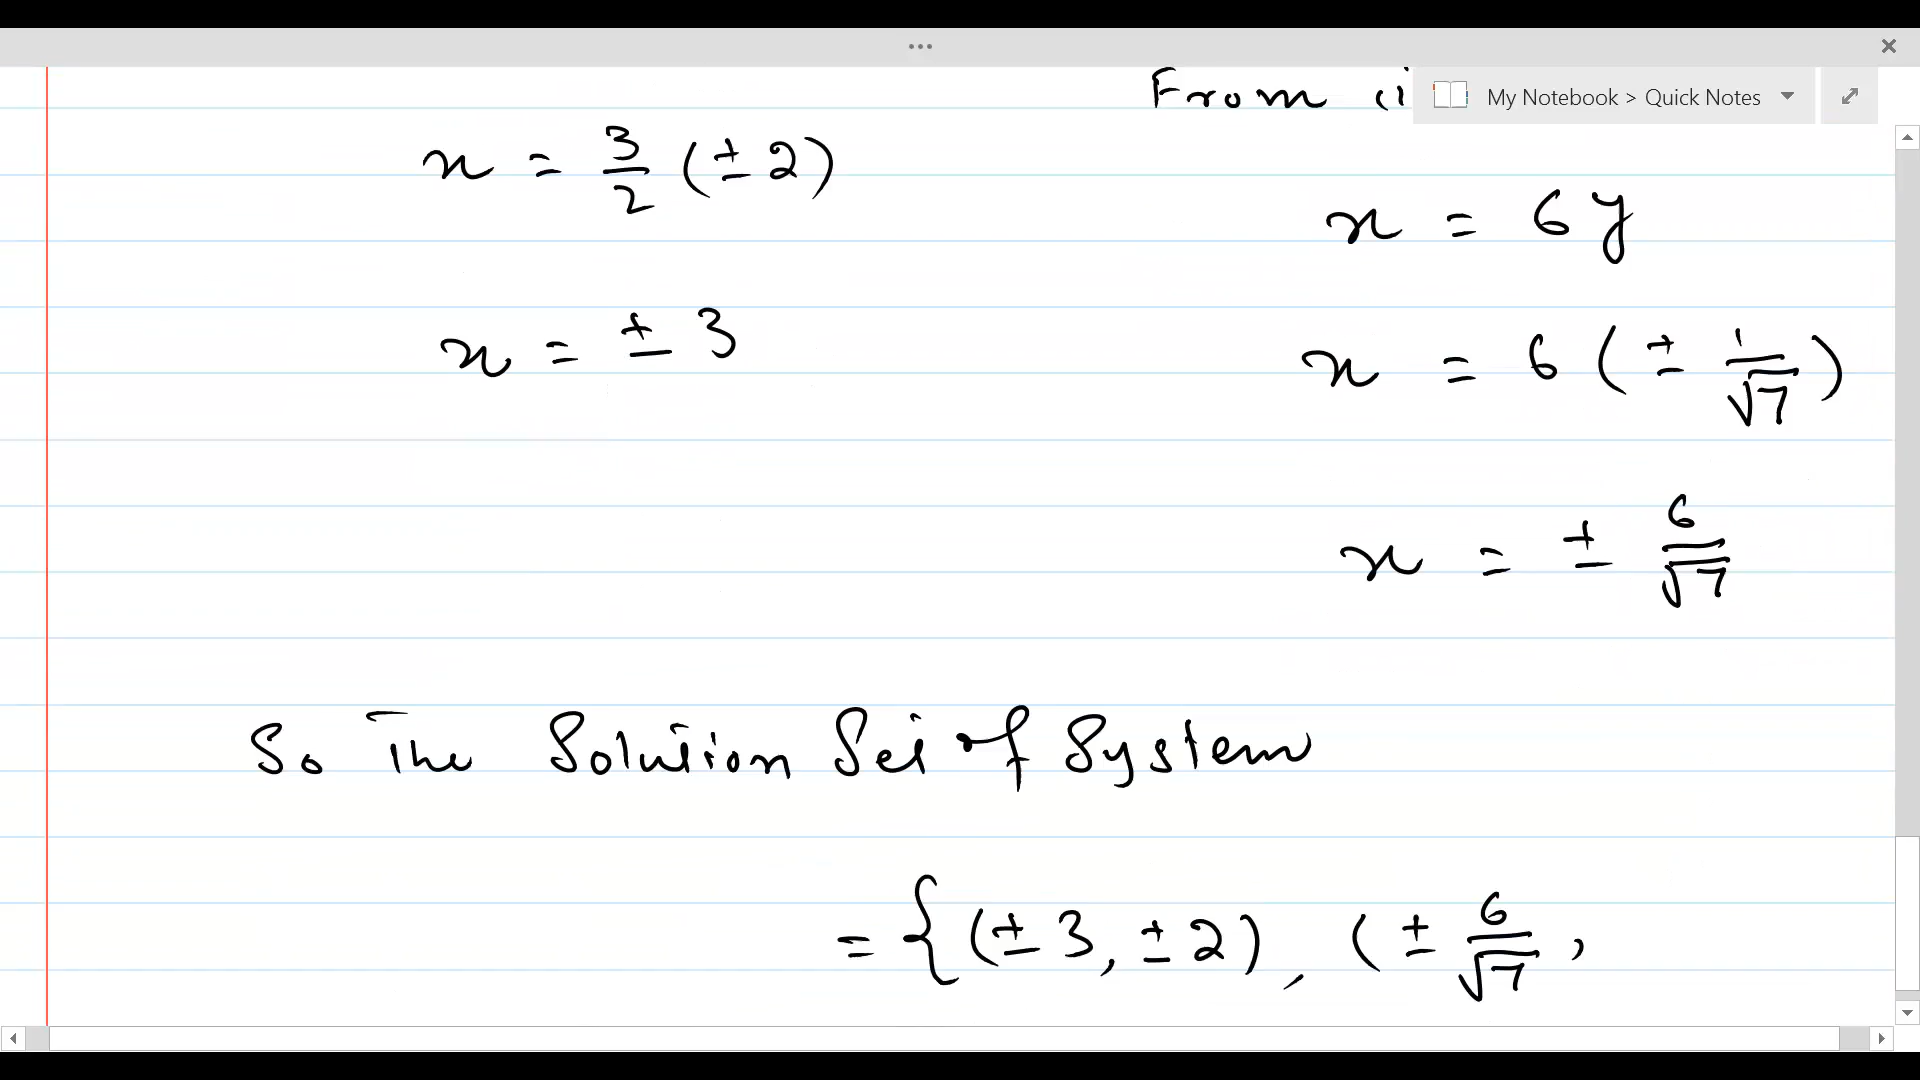 ...
From (i
My Notebook > Quick Notes
x = 3/2 (± 2)
x = 6y
x = ± 3
x = 6 (± 1/√7)
x = ± 6/√7
So The Solution Set of System
= {(± 3, ± 2), (± 6/√7,